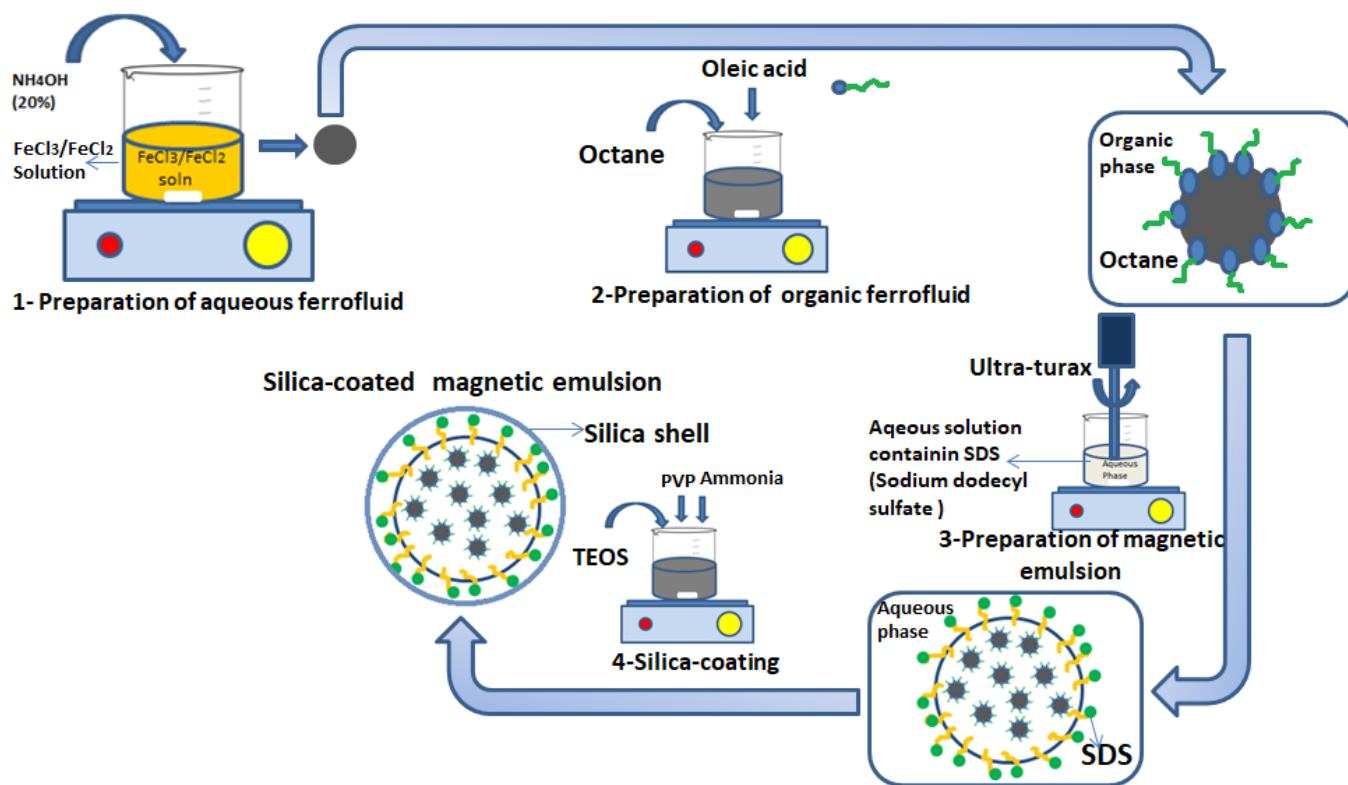 NH4OH
(20%)
FeCl3/FeCl2
Solution
FeCl3/FeCl2
soln
1- Preparation of aqueous ferrofluid
Oleic acid
Octane
2-Preparation of organic ferrofluid
Organic
phase
Octane
Ultra-turax
Aqeous solution
containin SDS
(Sodium dodecyl
sulfate )
Aqueous
Phase
3-Preparation of magnetic
emulsion
Aqueous
phase
SDS
PVP Ammonia
TEOS
4-Silica-coating
Silica-coated magnetic emulsion
Silica shell